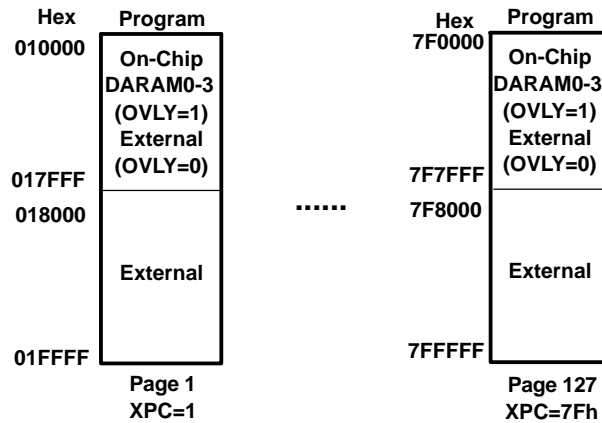 Hex Program
010000
On-Chip
DARAM0-3
(OVLY=1)
External
(OVLY=0)
017FFF
018000
External
01FFFF
Page 1
XPC=1
......
Hex Program
7F0000
On-Chip
DARAM0-3
(OVLY=1)
External
(OVLY=0)
7F7FFF
7F8000
External
7FFFFF
Page 127
XPC=7Fh